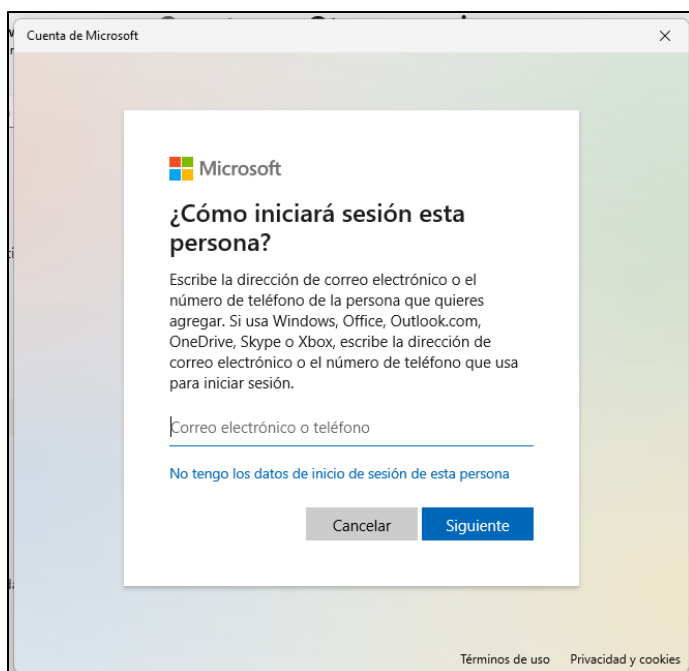 Cuenta de Microsoft
Microsoft
¿Cómo iniciará sesión esta
persona?
Escribe la dirección de correo electrónico o el
número de teléfono de la persona que quieres
agregar. Si usa Windows, Office, Outlook.com,
OneDrive, Skype o Xbox, escribe la dirección de
correo electrónico o el número de teléfono que usa
para iniciar sesión.
Correo electrónico o teléfono
No tengo los datos de inicio de sesión de esta persona
Cancelar Siguiente
Términos de uso Privacidad y cookies